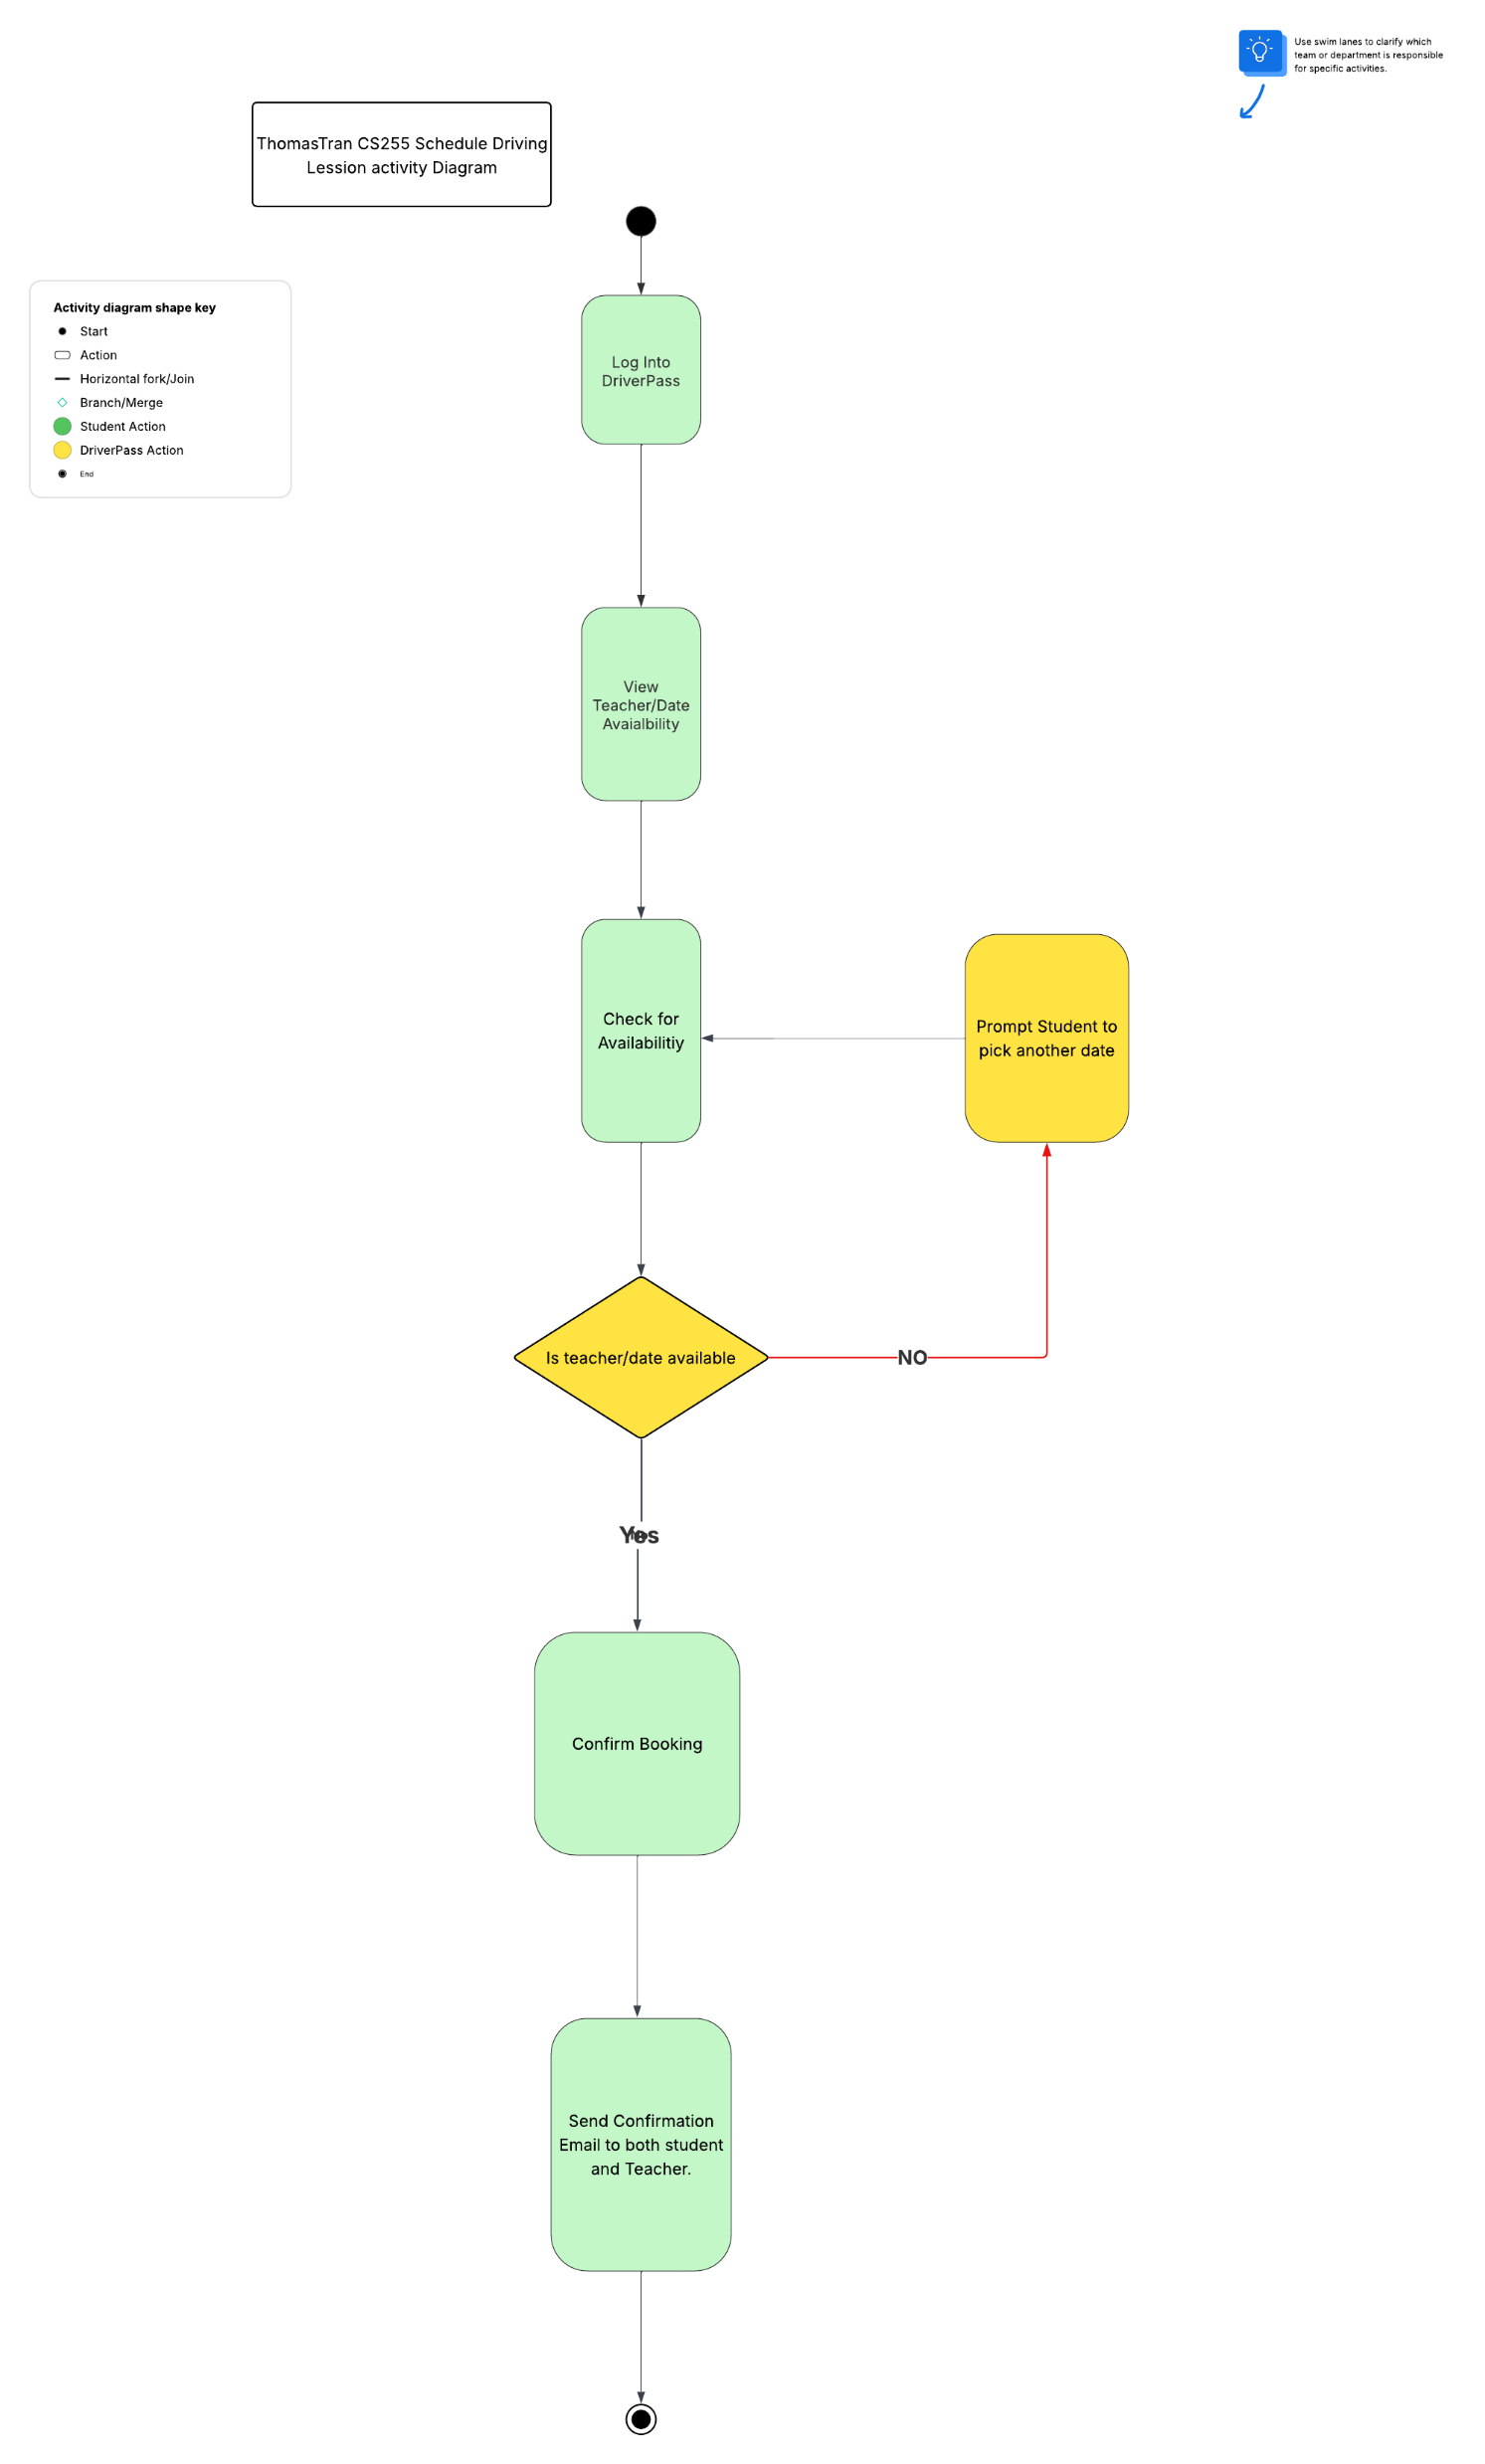 Use swim lanes to clarify which
team or department is responsible
for specific activities.
ThomasTran CS255 Schedule Driving
Lession activity Diagram
Activity diagram shape key
Start
Action
Horizontal fork/Join
Branch/Merge
Student Action
DriverPass Action
End
Log Into
DriverPass
View
Teacher/Date
Avaialbility
Check for
Availabilitiy
Prompt Student to
pick another date
Is teacher/date available
NO
Yes
Confirm Booking
Send Confirmation
Email to both student
and Teacher.